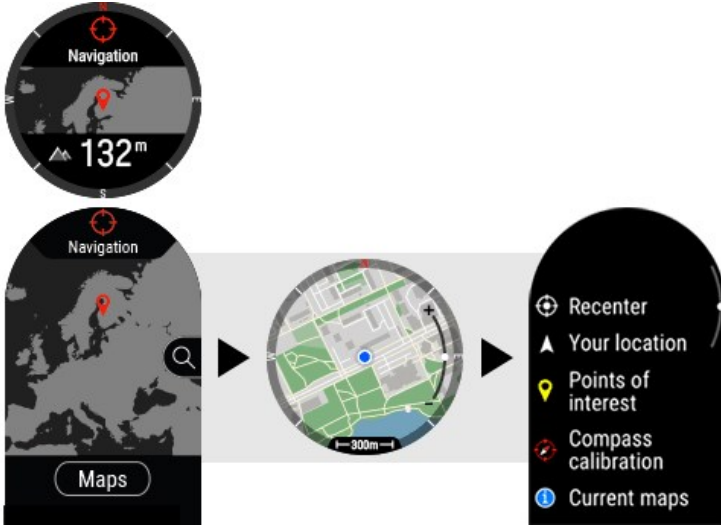 S
Navigation
W
E
132m
S
Navigation
Maps
N
W
E
+
-
300m
Recenter
Your location
Points of
interest
Compass
calibration
i Current maps